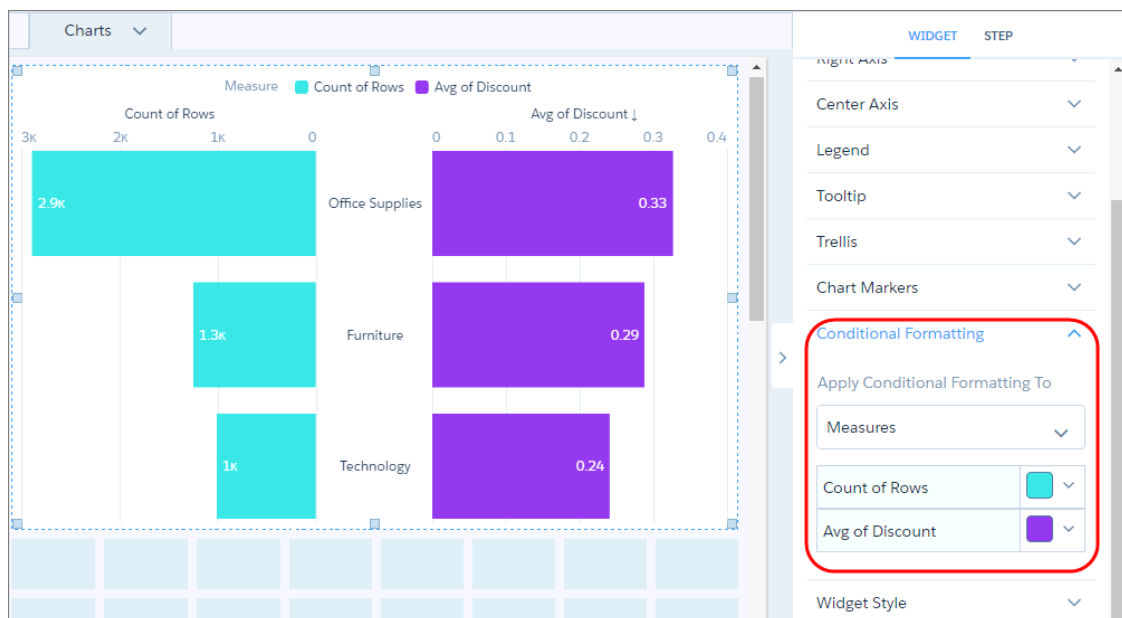 Charts
WIDGET STEP
Measure Count of Rows Avg of Discount
Count of Rows Avg of Discount ↓
3K 2K 1K 0 0 0.1 0.2 0.3 0.4
2.9K Office Supplies 0.33
1.3K Furniture 0.29
1K Technology 0.24
Right Axis
Center Axis
Legend
Tooltip
Trellis
Chart Markers
Conditional Formatting
Apply Conditional Formatting To
Measures
Count of Rows
Avg of Discount
Widget Style